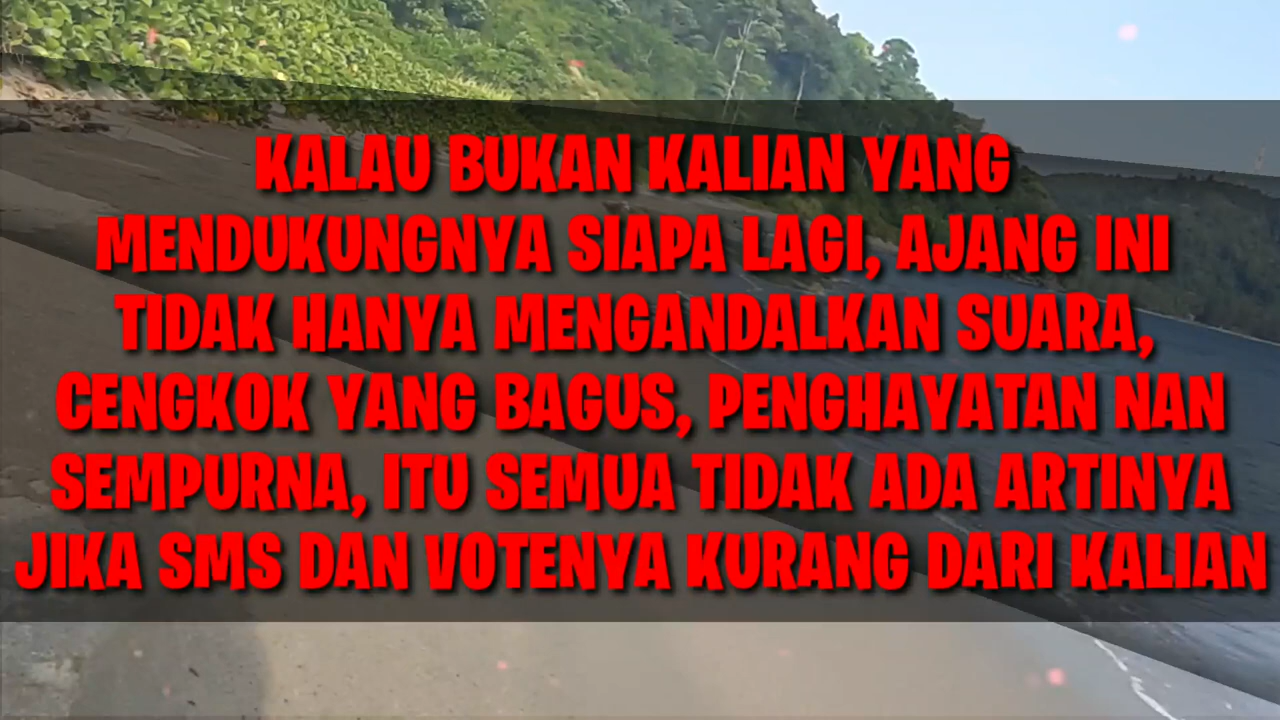 KALAU BUKAN KALIAN YANG
MENDUKUNGNYA SIAPA LAGI, AJANG INI
TIDAK HANYA MENGANDALKAN SUARA,
CENGKOK YANG BAGUS, PENGHAYATAN NAN
SEMPURNA, ITU SEMUA TIDAK ADA ARTINYA
JIKA SMS DAN VOTENYA KURANG DARI KALIAN